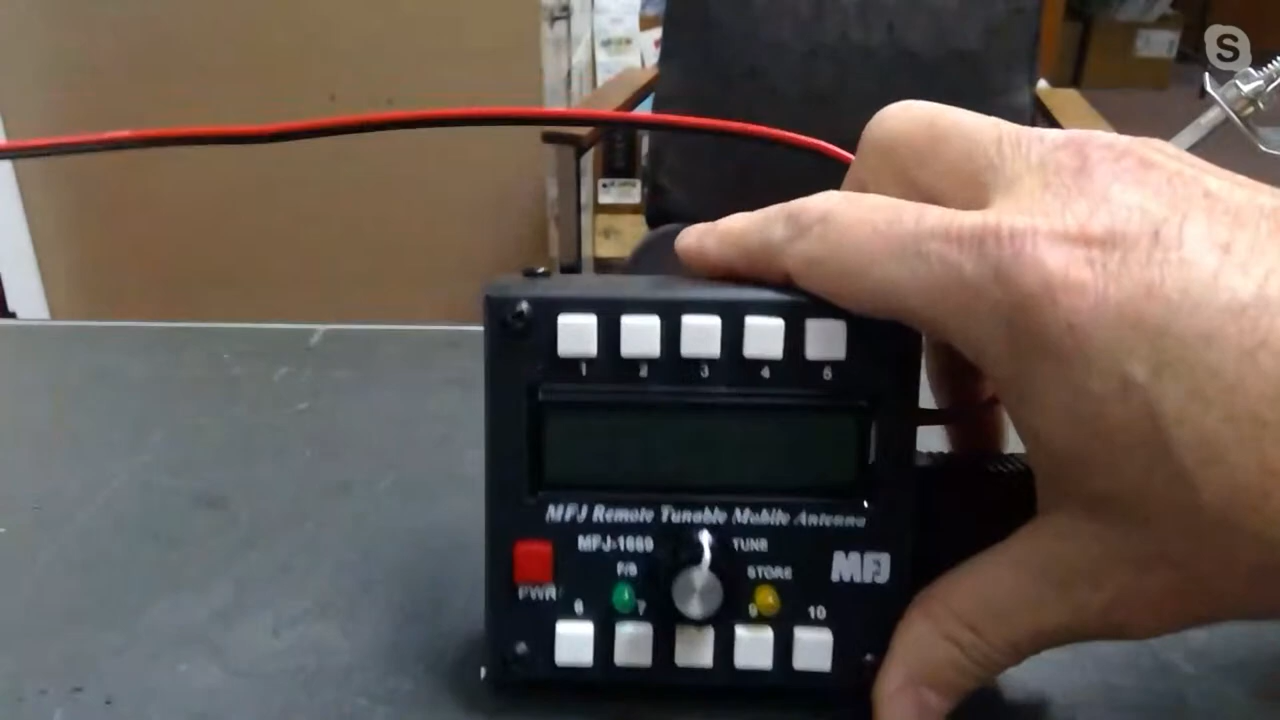 S
1 2 3 4 5
MFJ Remote Tunable Mobile Antenna
MFJ-1669 TUNE
MFJ
F/S STORE
PWR
6 7 9 10